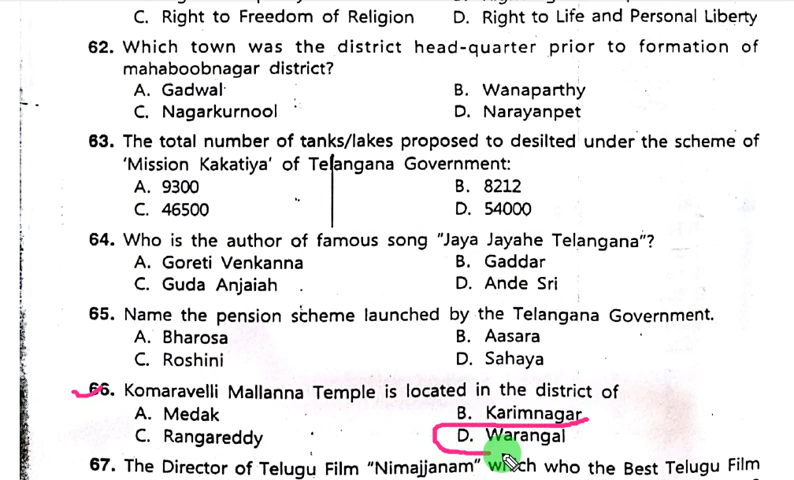 C. Right to Freedom of Religion D. Right to Life and Personal Liberty
62. Which town was the district head-quarter prior to formation of
mahaboobnagar district?
A. Gadwal B. Wanaparthy
C. Nagarkurnool D. Narayanpet
63. The total number of tanks/lakes proposed to desilted under the scheme of
'Mission Kakatiya' of Telangana Government:
A. 9300 B. 8212
C. 46500 D. 54000
64. Who is the author of famous song "Jaya Jayahe Telangana"?
A. Goreti Venkanna B. Gaddar
C. Guda Anjaiah D. Ande Sri
65. Name the pension scheme launched by the Telangana Government.
A. Bharosa B. Aasara
C. Roshini D. Sahaya
66. Komaravelli Mallanna Temple is located in the district of
A. Medak B. Karimnagar
C. Rangareddy D. Warangal
67. The Director of Telugu Film "Nimajjanam" which who the Best Telugu Film